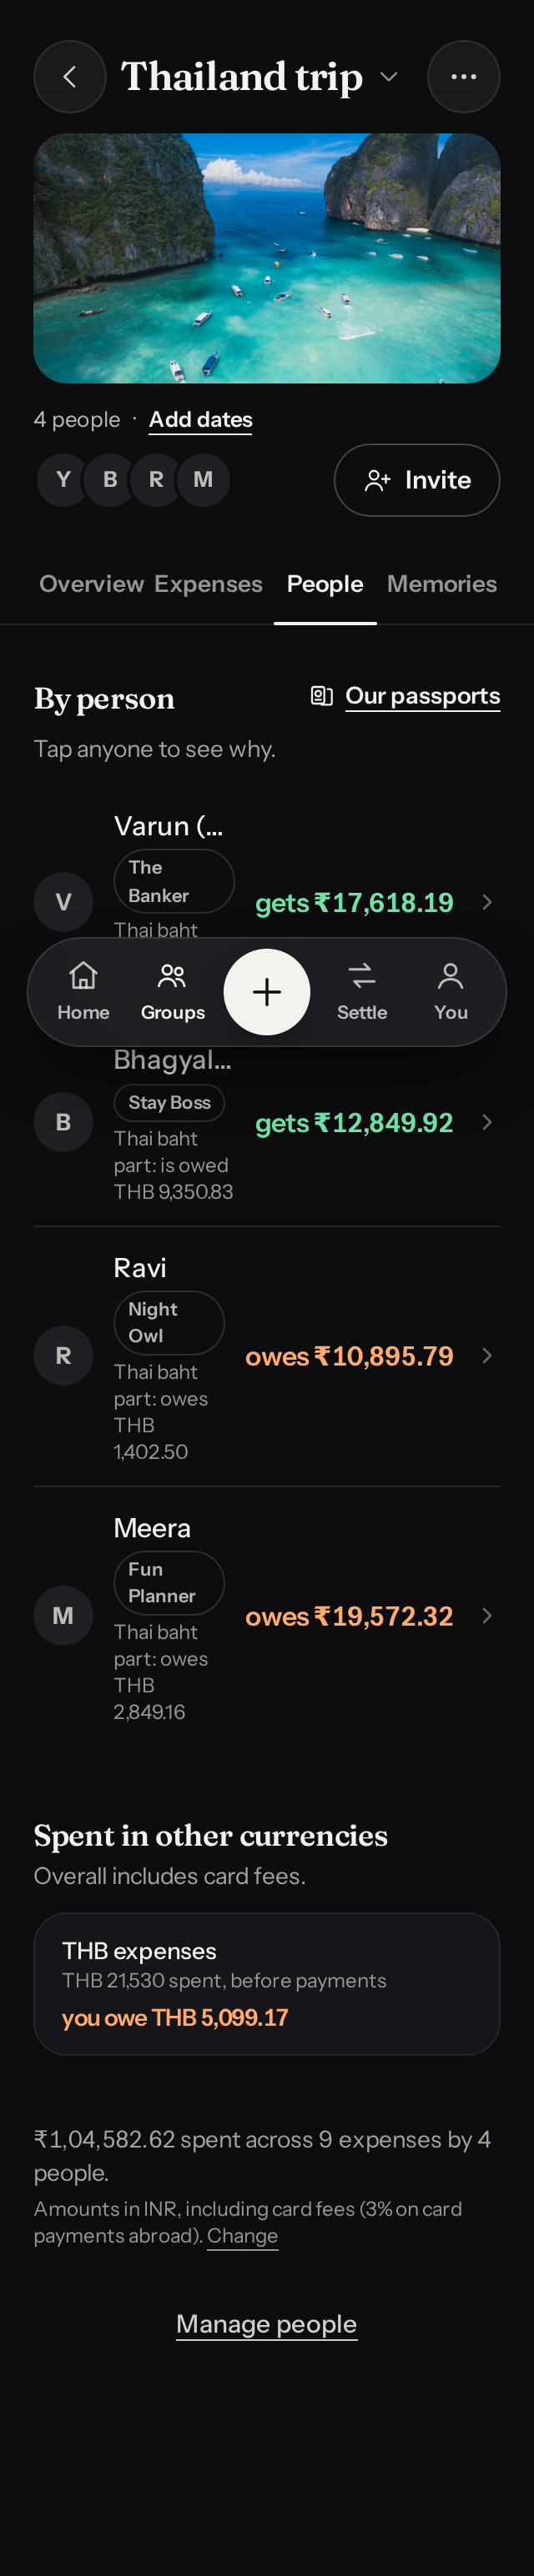 Thailand trip
4 people · Add dates
Y B R M
Invite
Overview Expenses People Memories
By person
Our passports
Tap anyone to see why.
Varun (...
V
The
Banker
gets ₹17,618.19
Thai baht
Home Groups Settle You
Bhagyal...
B
Stay Boss
gets ₹12,849.92
Thai baht
part: is owed
THB 9,350.83
Ravi
R
Night
Owl
owes ₹10,895.79
Thai baht
part: owes
THB
1,402.50
Meera
M
Fun
Planner
owes ₹19,572.32
Thai baht
part: owes
THB
2,849.16
Spent in other currencies
Overall includes card fees.
THB expenses
THB 21,530 spent, before payments
you owe THB 5,099.17
₹1,04,582.62 spent across 9 expenses by 4
people.
Amounts in INR, including card fees (3% on card
payments abroad). Change
Manage people